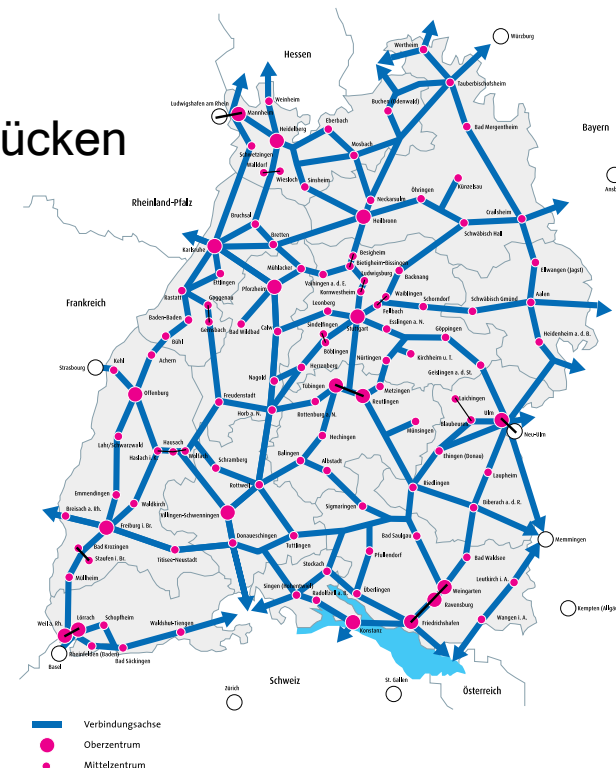 ücken
Hessen
Würzburg
Wertheim
Ludwigshafen am Rhein
Mannheim
Weinheim
Tauberbischofsheim
Buchen (Odenwald)
Heidelberg
Eberbach
Bad Mergentheim
Bayern
Schwetzingen
Mosbach
Walldorf
Wiesloch
Sinsheim
Künzelsau
Rheinland-Pfalz
Neckarsulm
Öhringen
Crailsheim
Bruchsal
Heilbronn
Schwäbisch Hall
Bretten
Karlsruhe
Besigheim
Bietigheim-Bissingen
Mühlacker
Ellwangen (Jagst)
Ettlingen
Vaihingen a. d. E.
Ludwigsburg
Backnang
Pforzheim
Kornwestheim
Waiblingen
Frankreich
Rastatt
Gaggenau
Leonberg
Fellbach
Schorndorf
Schwäbisch Gmünd
Aalen
Baden-Baden
Gernsbach
Bad Wildbad
Calw
Sindelfingen
Stuttgart
Esslingen a. N.
Göppingen
Heidenheim a. d. B.
Bühl
Böblingen
Achern
Nürtingen
Kirchheim u. T.
Strasbourg
Kehl
Herrenberg
Geislingen a. d. St.
Nagold
Tübingen
Metzingen
Offenburg
Freudenstadt
Horb a. N.
Rottenburg a. N.
Reutlingen
Laichingen
Ulm
Blaubeuren
Neu-Ulm
Münsingen
Lahr/Schwarzwald
Hausach
Hechingen
Haslach i. K.
Wolfach
Schramberg
Balingen
Albstadt
Ehingen (Donau)
Laupheim
Rottweil
Riedlingen
Emmendingen
Waldkirch
Sigmaringen
Biberach a. d. R.
Breisach a. Rh.
Villingen-Schwenningen
Freiburg i. Br.
Donaueschingen
Tuttlingen
Bad Saulgau
Memmingen
Bad Krozingen
Staufen i. Br.
Titisee-Neustadt
Pfullendorf
Bad Waldsee
Stockach
Müllheim
Leutkirch i. A.
Singen (Hohentwiel)
Radolfzell a. B.
Überlingen
Weingarten
Ravensburg
Kempten (Allgä
Lörrach
Schopfheim
Weil a. Rh.
Waldshut-Tiengen
Konstanz
Friedrichshafen
Wangen i. A.
Rheinfelden (Baden)
Basel
Bad Säckingen
Schweiz
Zürich
St. Gallen
Österreich
Verbindungsachse
Oberzentrum
Mittelzentrum